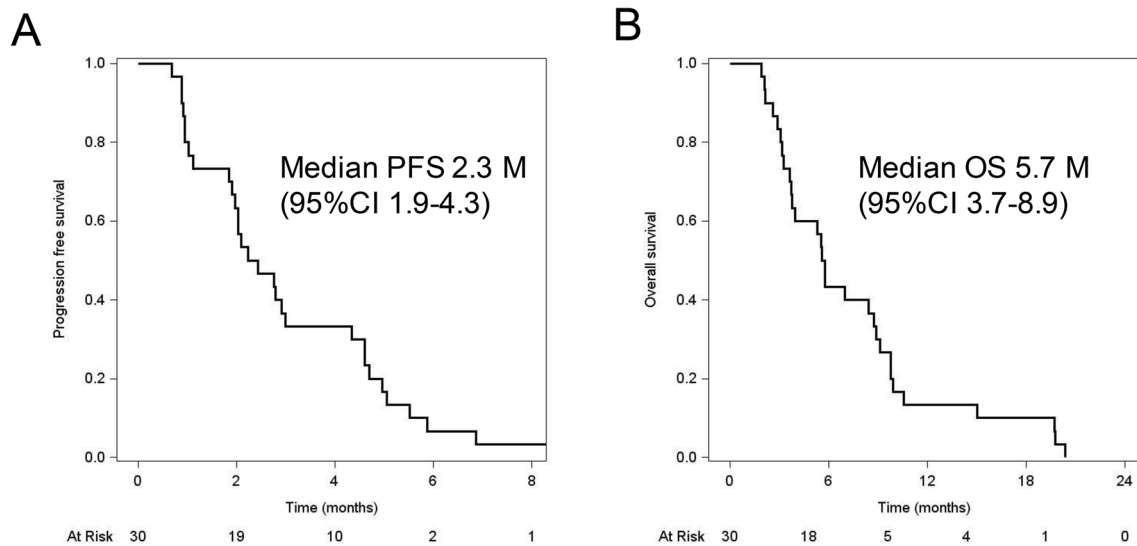 A
1.0
0.8
0.6
0.4
0.2
0.0
Progression free survival
Median PFS 2.3 M
(95%CI 1.9-4.3)
0 2 4 6 8
Time (months)
At Risk 30 19 10 2 1
B
1.0
0.8
0.6
0.4
0.2
0.0
Overall survival
Median OS 5.7 M
(95%CI 3.7-8.9)
0 6 12 18 24
Time (months)
At Risk 30 18 5 4 1 0